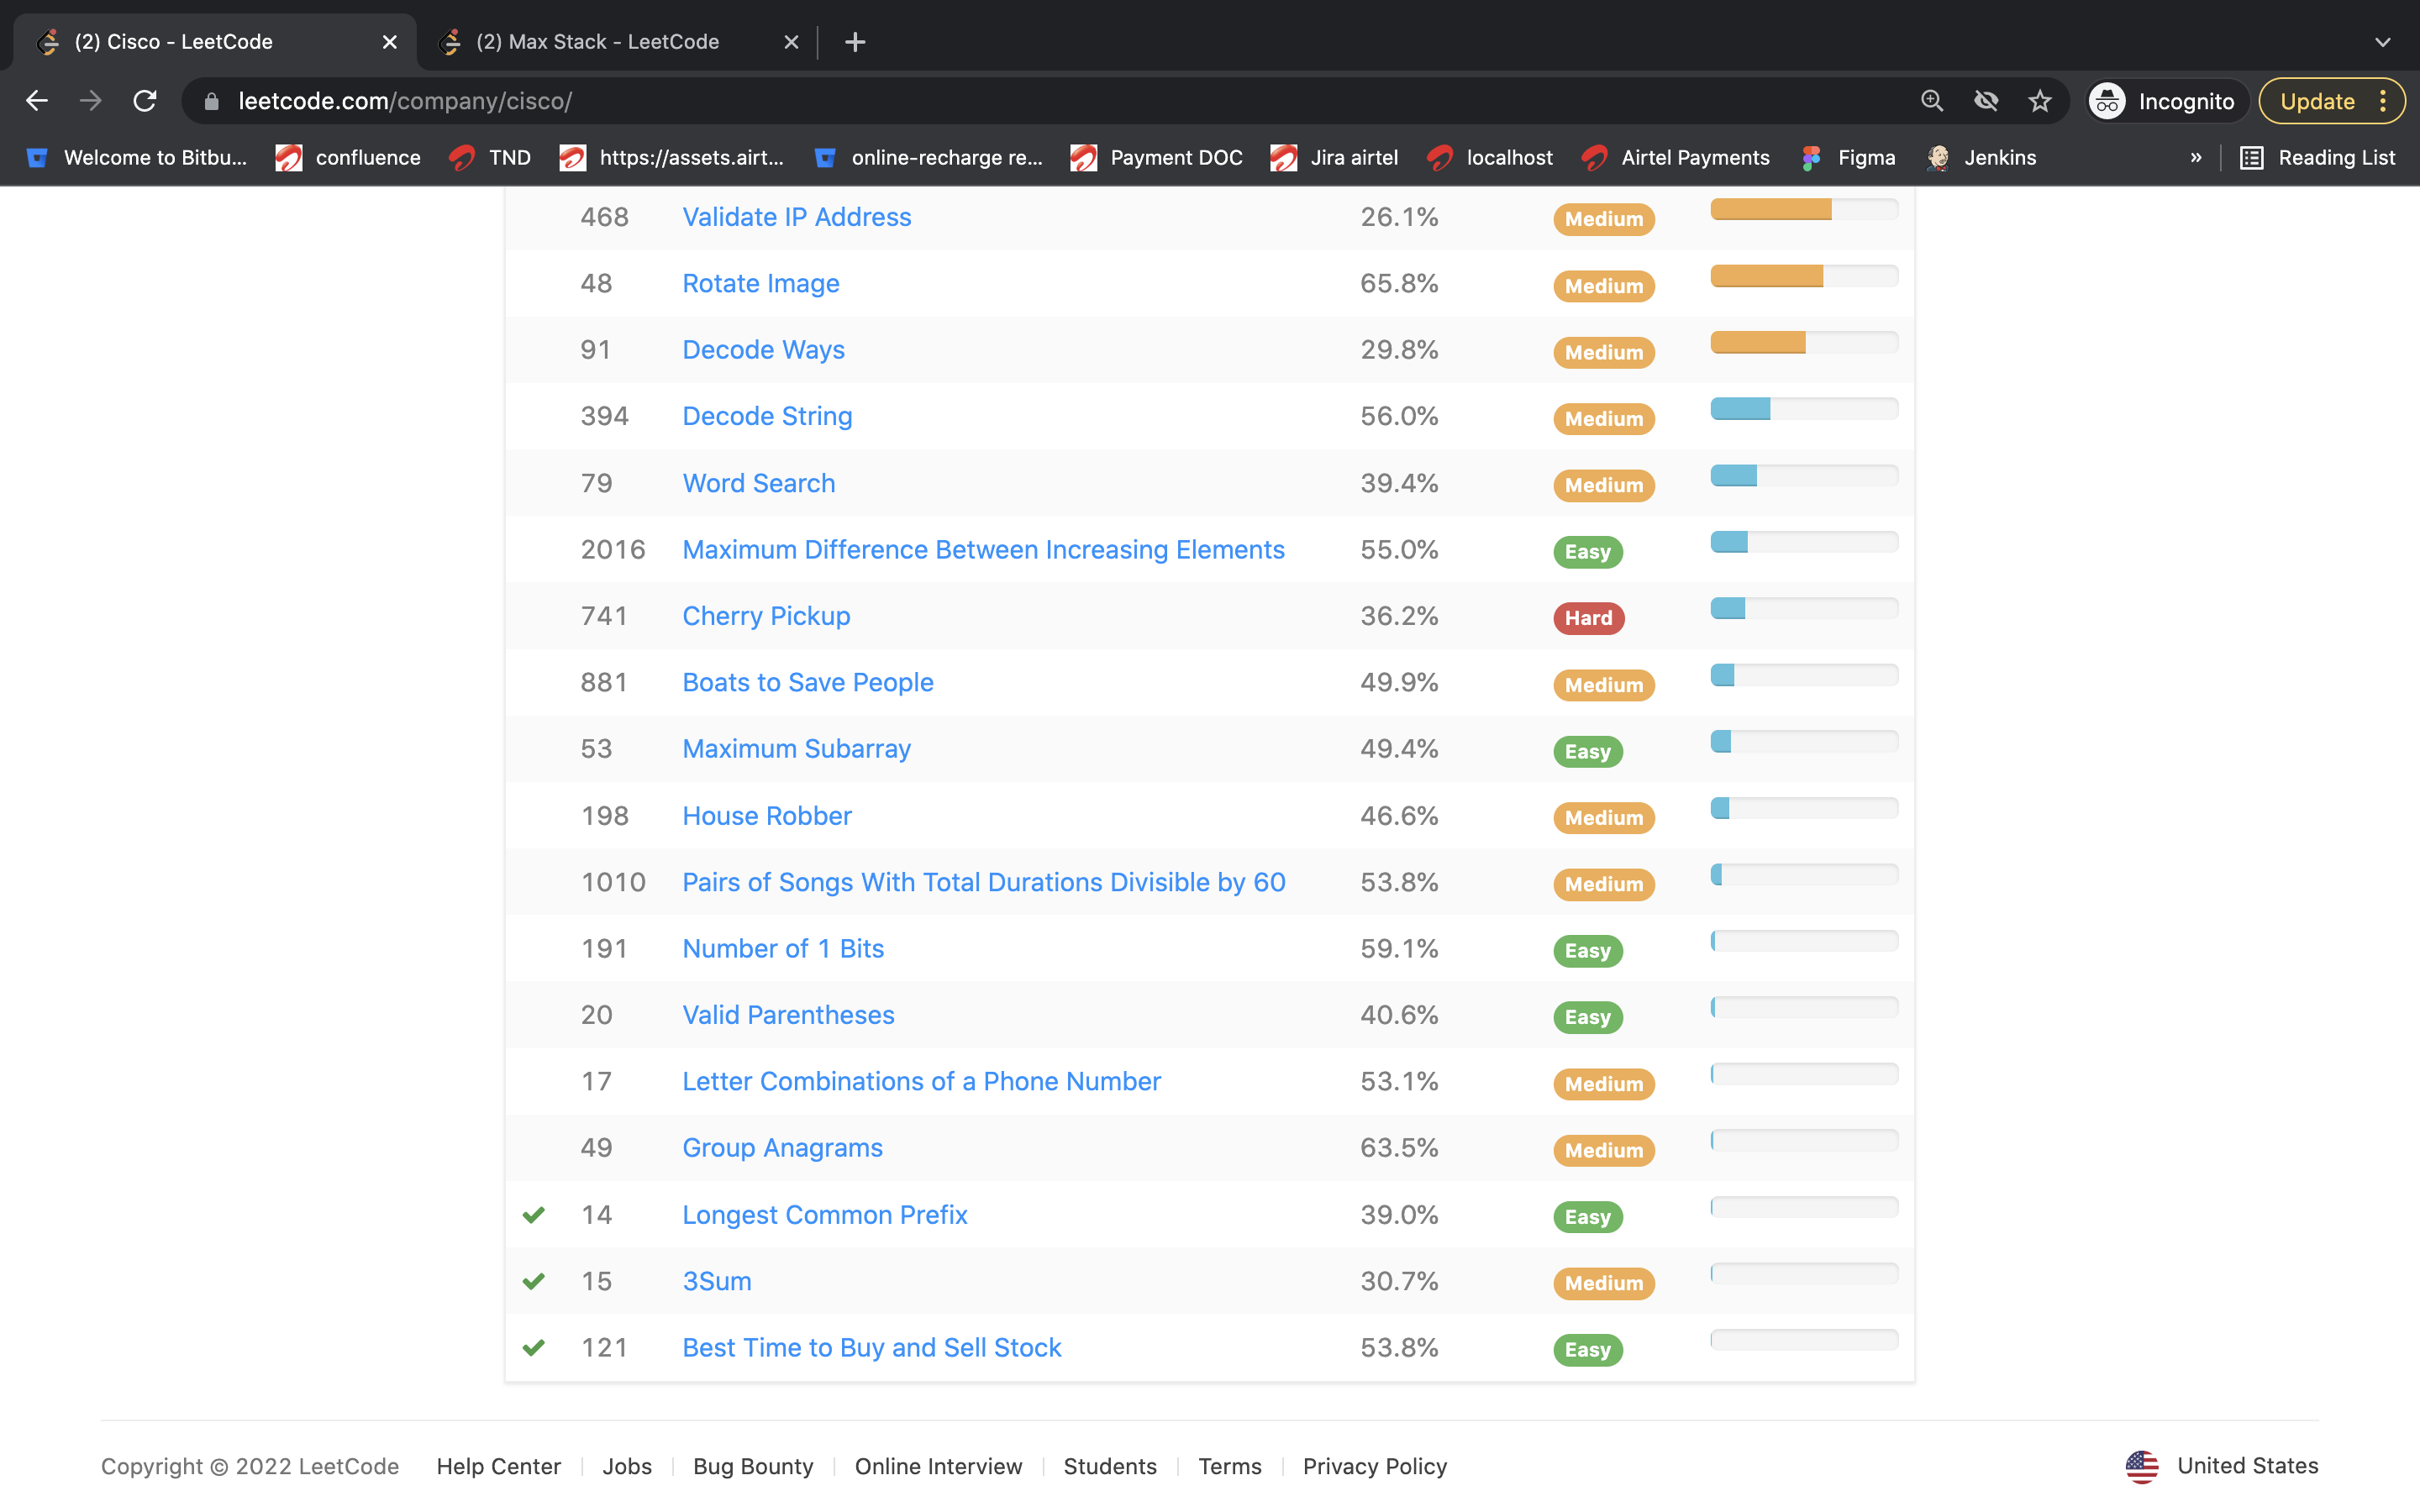 (2) Cisco - LeetCode
(2) Max Stack - LeetCode
leetcode.com/company/cisco/
Incognito
Update
Welcome to Bitbu...
confluence
TND
https://assets.airt...
online-recharge re...
Payment DOC
Jira airtel
localhost
Airtel Payments
Figma
Jenkins
»
Reading List
468 Validate IP Address 26.1% Medium
48 Rotate Image 65.8% Medium
91 Decode Ways 29.8% Medium
394 Decode String 56.0% Medium
79 Word Search 39.4% Medium
2016 Maximum Difference Between Increasing Elements 55.0% Easy
741 Cherry Pickup 36.2% Hard
881 Boats to Save People 49.9% Medium
53 Maximum Subarray 49.4% Easy
198 House Robber 46.6% Medium
1010 Pairs of Songs With Total Durations Divisible by 60 53.8% Medium
191 Number of 1 Bits 59.1% Easy
20 Valid Parentheses 40.6% Easy
17 Letter Combinations of a Phone Number 53.1% Medium
49 Group Anagrams 63.5% Medium
14 Longest Common Prefix 39.0% Easy
15 3Sum 30.7% Medium
121 Best Time to Buy and Sell Stock 53.8% Easy
Copyright © 2022 LeetCode Help Center Jobs Bug Bounty Online Interview Students Terms Privacy Policy United States